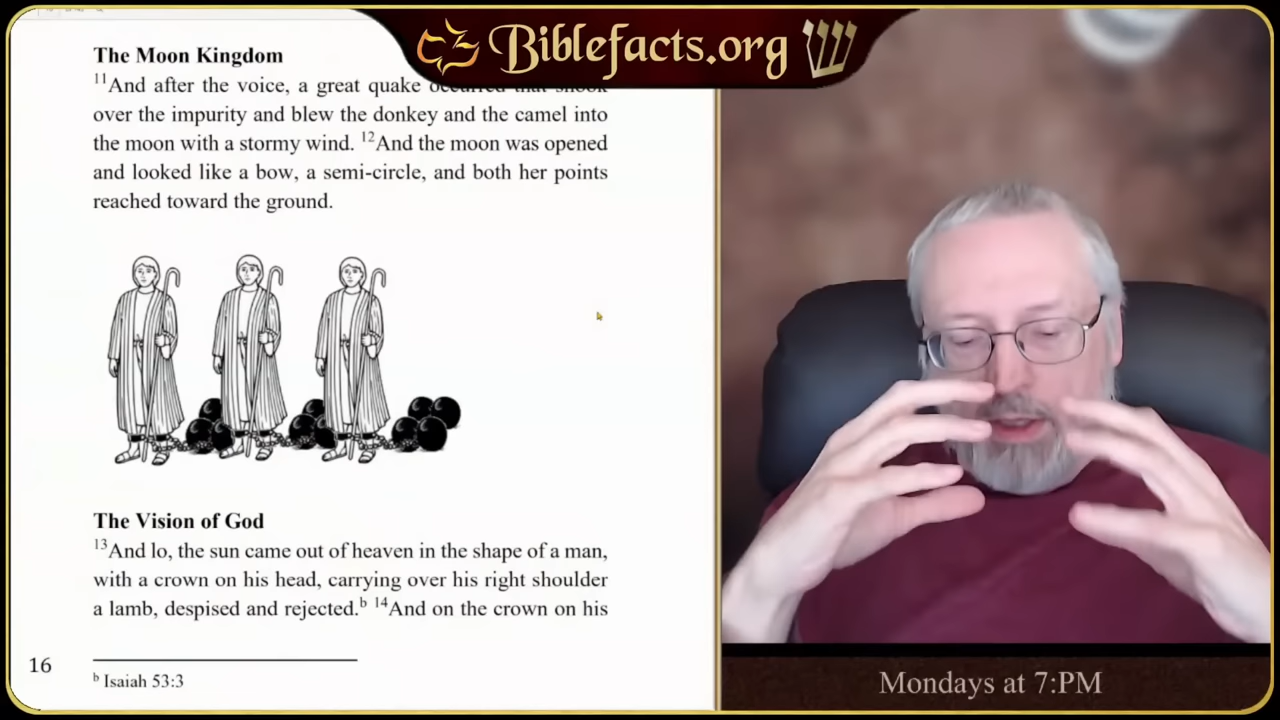 Biblefacts.org
The Moon Kingdom
11And after the voice, a great quake occurred that shook
over the impurity and blew the donkey and the camel into
the moon with a stormy wind. 12And the moon was opened
and looked like a bow, a semi-circle, and both her points
reached toward the ground.
The Vision of God
13And lo, the sun came out of heaven in the shape of a man,
with a crown on his head, carrying over his right shoulder
a lamb, despised and rejected.b 14And on the crown on his
16
b Isaiah 53:3
Mondays at 7:PM